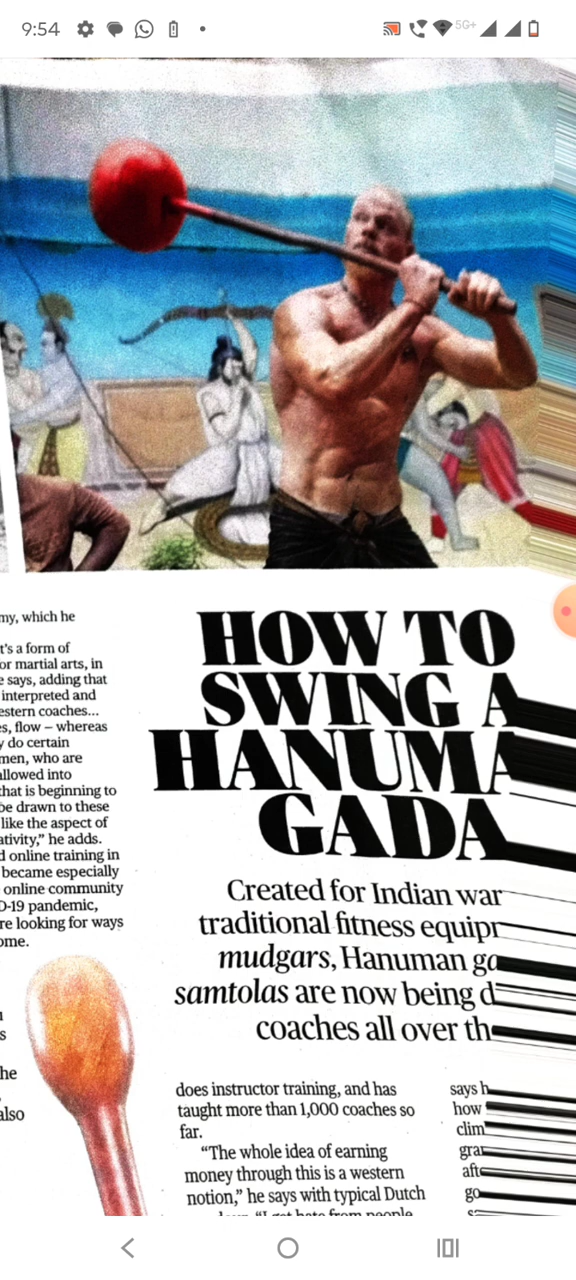 9:54
5G+
my, which he
t's a form of
or martial arts, in
e says, adding that
interpreted and
estern coaches...
es, flow – whereas
y do certain
men, who are
allowed into
that is beginning to
be drawn to these
like the aspect of
ativity,” he adds.
d online training in
became especially
online community
D-19 pandemic,
re looking for ways
ome.
s
he
also
HOW TO
SWING A
HANUMA
GADA
Created for Indian war
traditional fitness equip
mudgars, Hanuman ga
samtolas are now being d
coaches all over th
does instructor training, and has
taught more than 1,000 coaches so
far.
“The whole idea of earning
money through this is a western
notion,” he says with typical Dutch
says h
how
clim
gra
aft
go